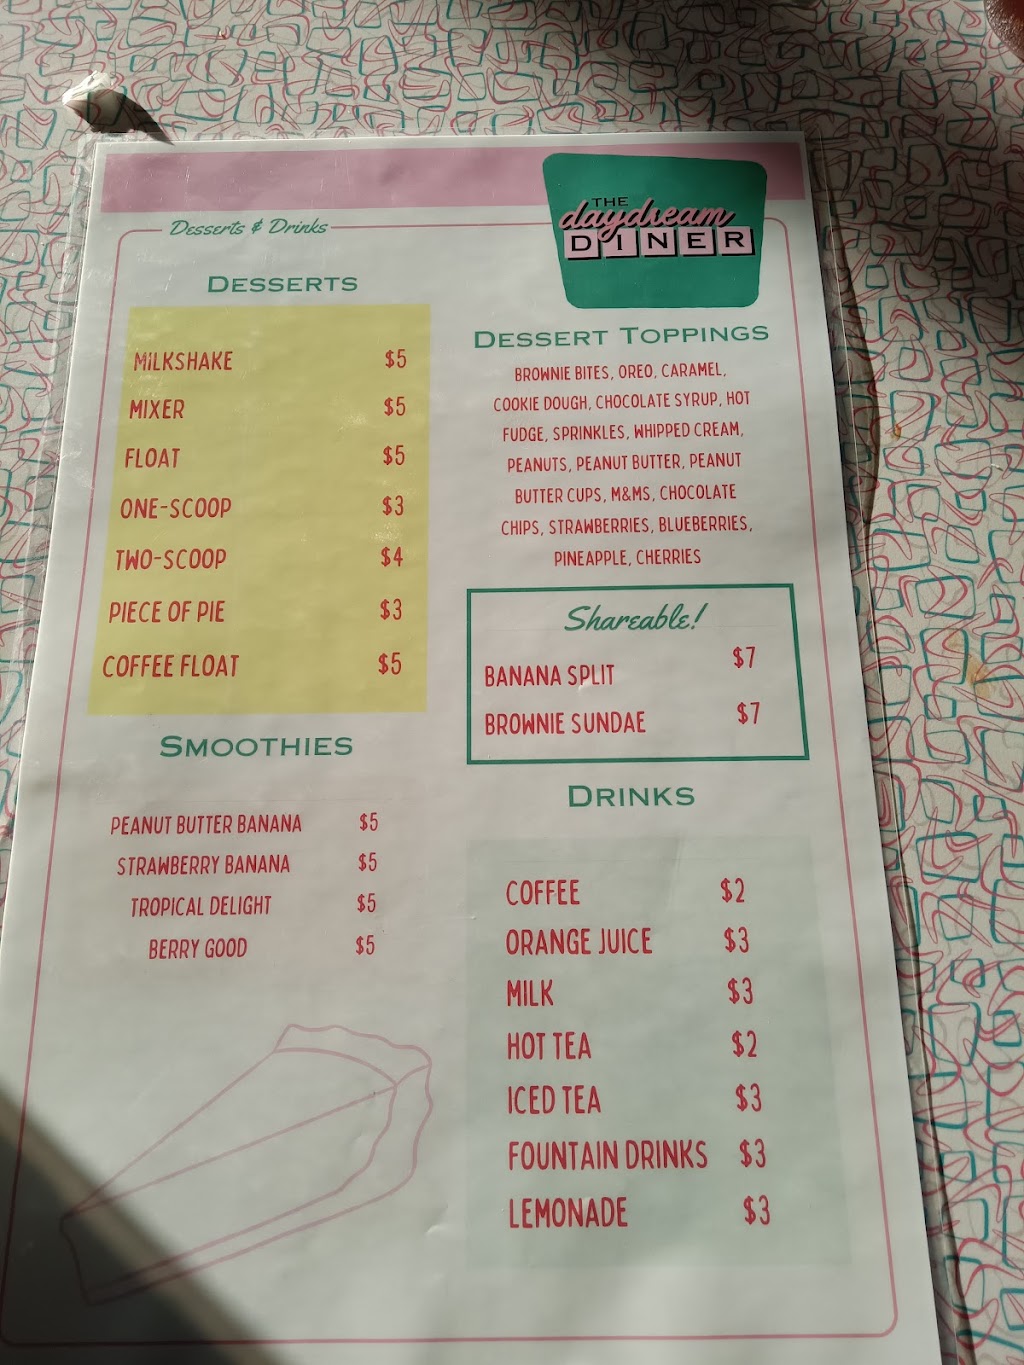 THE
daydream
DINER
Desserts & Drinks
DESSERTS
MILKSHAKE $5
MIXER $5
FLOAT $5
ONE-SCOOP $3
TWO-SCOOP $4
PIECE OF PIE $3
COFFEE FLOAT $5
SMOOTHIES
PEANUT BUTTER BANANA $5
STRAWBERRY BANANA $5
TROPICAL DELIGHT $5
BERRY GOOD $5
DESSERT TOPPINGS
BROWNIE BITES, OREO, CARAMEL,
COOKIE DOUGH, CHOCOLATE SYRUP, HOT
FUDGE, SPRINKLES, WHIPPED CREAM,
PEANUTS, PEANUT BUTTER, PEANUT
BUTTER CUPS, M&MS, CHOCOLATE
CHIPS, STRAWBERRIES, BLUEBERRIES,
PINEAPPLE, CHERRIES
Shareable!
BANANA SPLIT $7
BROWNIE SUNDAE $7
DRINKS
COFFEE $2
ORANGE JUICE $3
MILK $3
HOT TEA $2
ICED TEA $3
FOUNTAIN DRINKS $3
LEMONADE $3